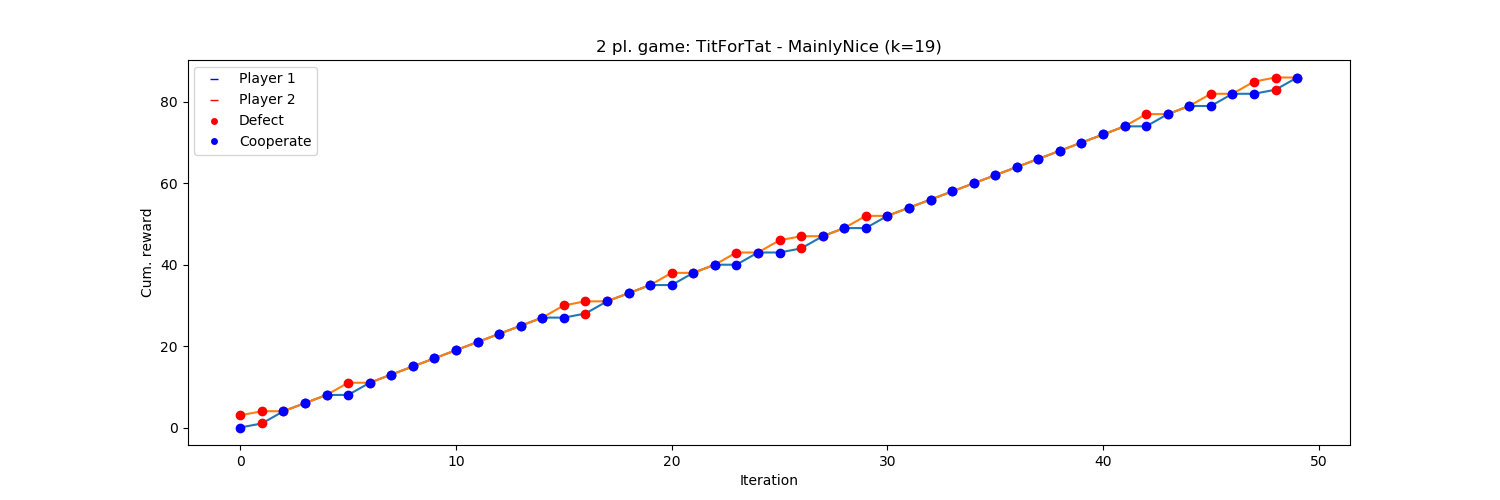 2 pl. game: TitForTat - MainlyNice (k=19)
Player 1
Player 2
Defect
Cooperate
80
60
40
20
0
Cum. reward
0 10 20 30 40 50
Iteration